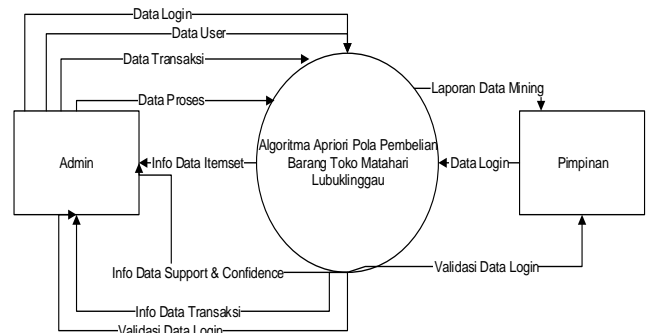 Data Login
Data User
Data Transaksi
Laporan Data Mining
Data Proses
Algoritma Apriori Pola Pembelian
Barang Toko Matahari
Lubuklinggau
Admin
Info Data Itemset
Data Login
Pimpinan
Info Data Support & Confidence
Validasi Data Login
Info Data Transaksi
Validasi Data Login